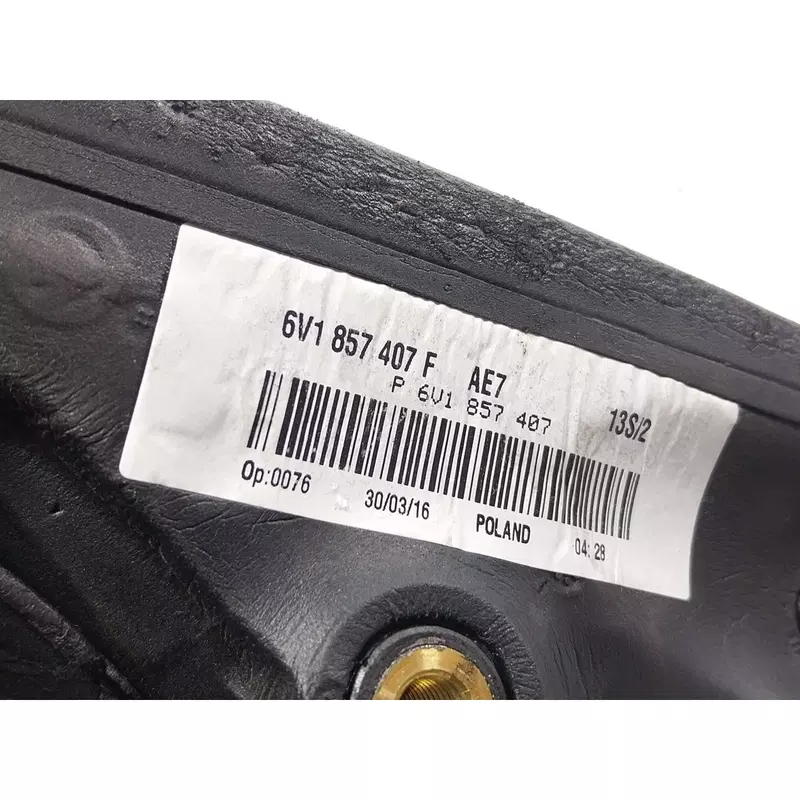 6V1 857 407 F AE7
P 6V1 857 407 13S/2
Op:0076 30/03/16 POLAND 04:28